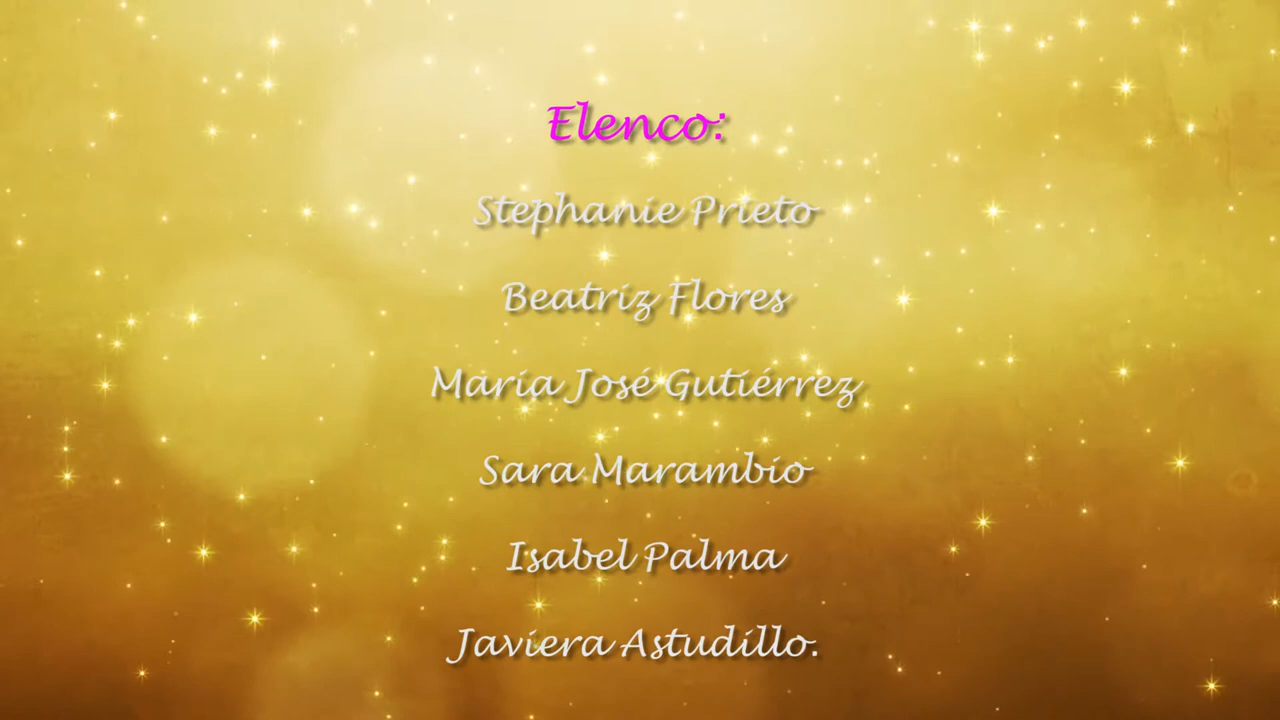 Elenco:
Stephanie Prieto
Beatriz Flores
María José Gutiérrez
Sara Marambio
Isabel Palma
Javiera Astudillo.